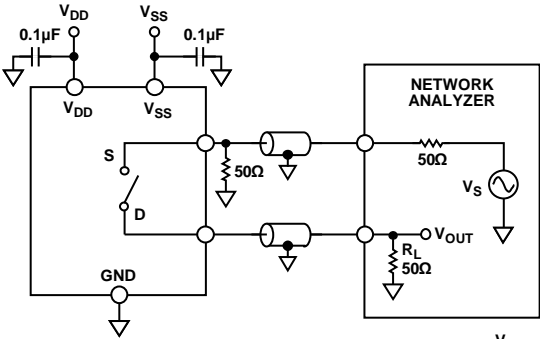 V_DD
V_SS
0.1µF
0.1µF
V_DD
V_SS
NETWORK
ANALYZER
S
50Ω
50Ω
V_S
D
V_OUT
R_L
50Ω
GND
V